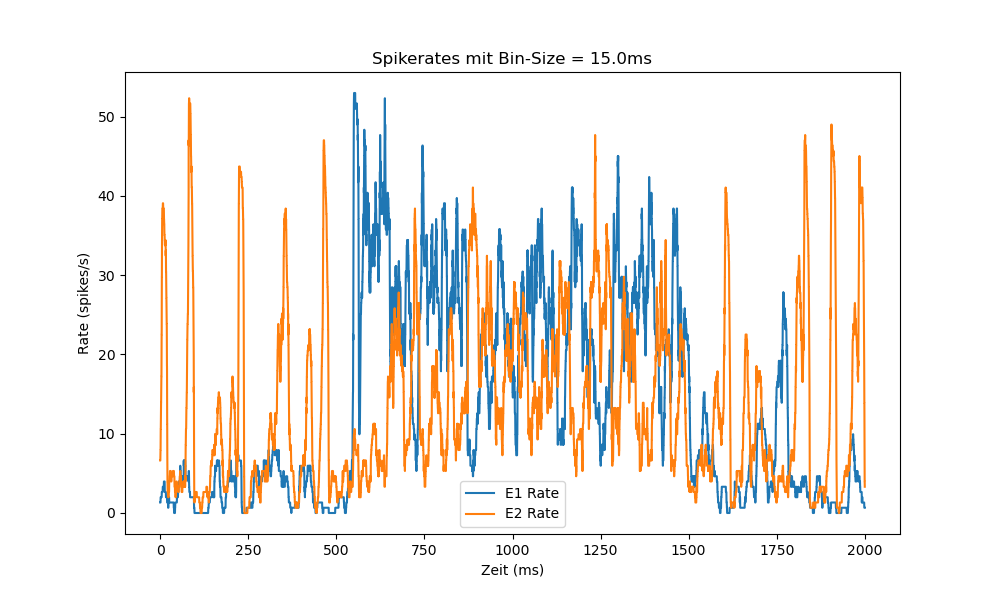 Spikerates mit Bin-Size = 15.0ms
50
40
30
20
10
0
Rate (spikes/s)
E1 Rate
E2 Rate
0 250 500 750 1000 1250 1500 1750 2000
Zeit (ms)